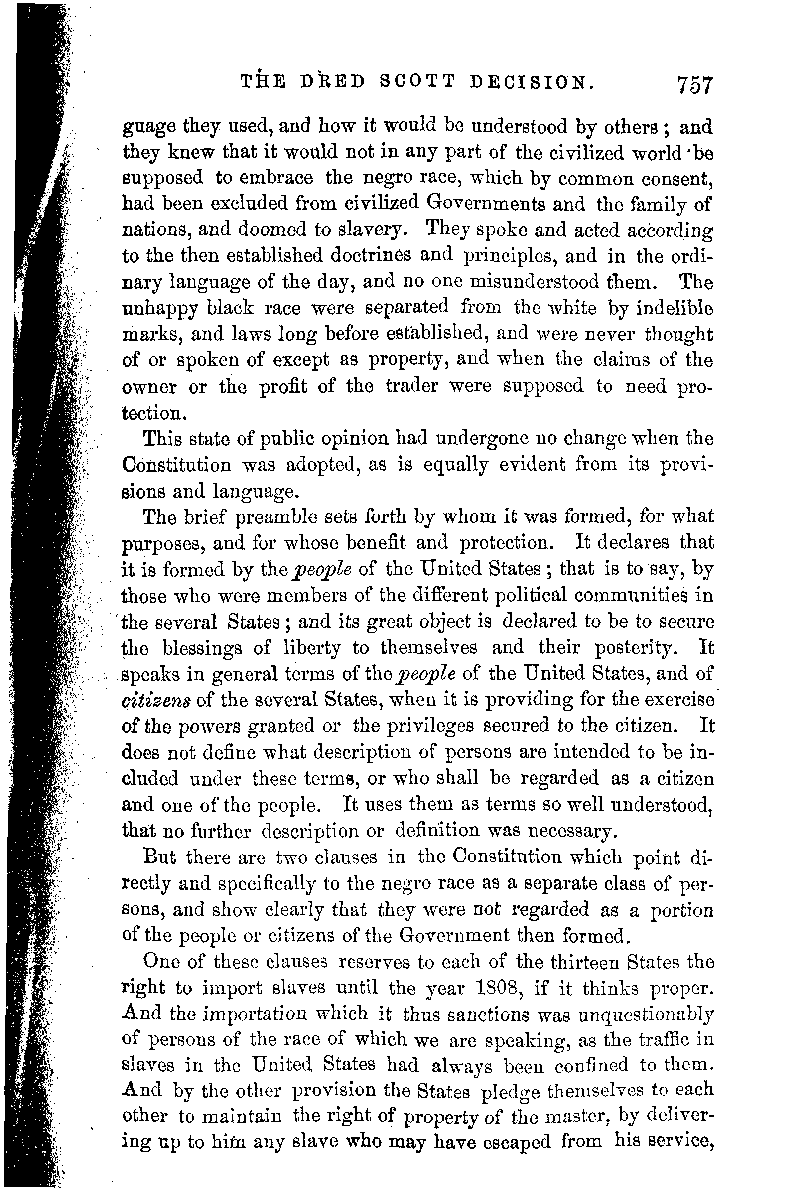 THE DRED SCOTT DECISION. 757
guage they used, and how it would be understood by others; and
they knew that it would not in any part of the civilized world be
supposed to embrace the negro race, which by common consent,
had been excluded from civilized Governments and the family of
nations, and doomed to slavery. They spoke and acted according
to the then established doctrines and principles, and in the ordi-
nary language of the day, and no one misunderstood them. The
unhappy black race were separated from the white by indelible
marks, and laws long before established, and were never thought
of or spoken of except as property, and when the claims of the
owner or the profit of the trader were supposed to need pro-
tection.
This state of public opinion had undergone no change when the
Constitution was adopted, as is equally evident from its provi-
sions and language.
The brief preamble sets forth by whom it was formed, for what
purposes, and for whose benefit and protection. It declares that
it is formed by the people of the United States; that is to say, by
those who were members of the different political communities in
the several States; and its great object is declared to be to secure
the blessings of liberty to themselves and their posterity. It
speaks in general terms of the people of the United States, and of
citizens of the several States, when it is providing for the exercise
of the powers granted or the privileges secured to the citizen. It
does not define what description of persons are intended to be in-
cluded under these terms, or who shall be regarded as a citizen
and one of the people. It uses them as terms so well understood,
that no further description or definition was necessary.
But there are two clauses in the Constitution which point di-
rectly and specifically to the negro race as a separate class of per-
sons, and show clearly that they were not regarded as a portion
of the people or citizens of the Government then formed.
One of these clauses reserves to each of the thirteen States the
right to import slaves until the year 1808, if it thinks proper.
And the importation which it thus sanctions was unquestionably
of persons of the race of which we are speaking, as the traffic in
slaves in the United States had always been confined to them.
And by the other provision the States pledge themselves to each
other to maintain the right of property of the master, by deliver-
ing up to him any slave who may have escaped from his service,